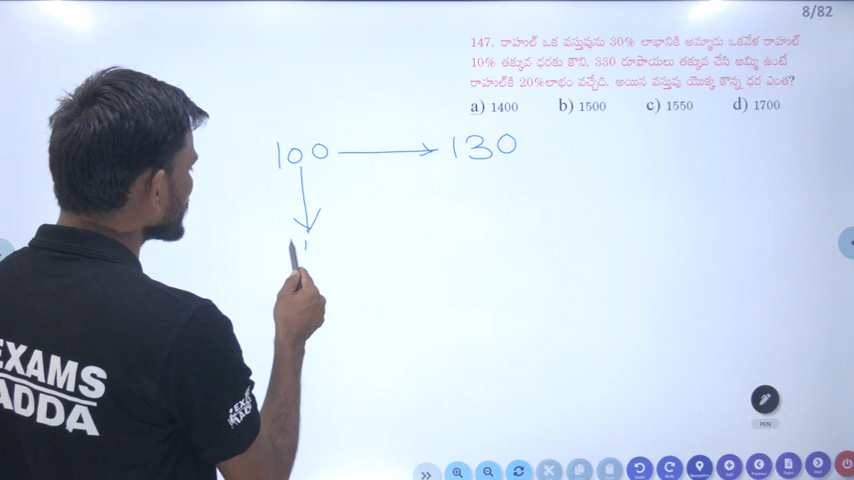 8/82
147. రాహుల్ ఒక వస్తువును 30% లాభానికి అమ్మాడు ఒకవేళ రాహుల్
10% తక్కువ ధరకు కొని, 330 రూపాయలు తక్కువ చేసి అమ్మి ఉంటే
రాహుల్‌కి 20%లాభం వచ్చేది. అయిన వస్తువు యొక్క కొన్న ధర ఎంత?
a) 1400 b) 1500 c) 1550 d) 1700
100 → 130
EXAMS
ADDA
PEN